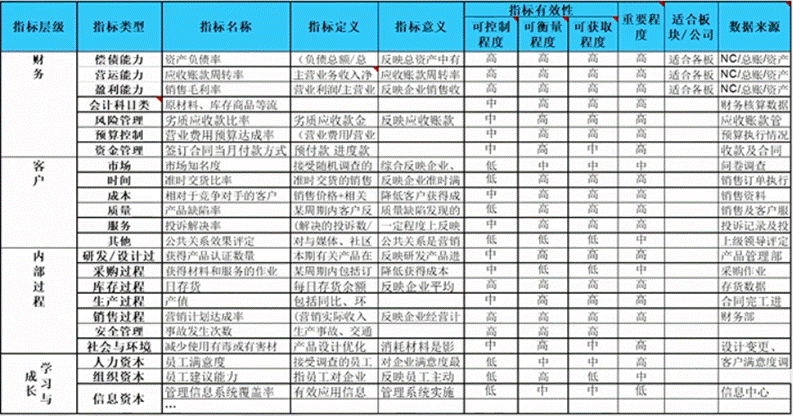 指标层级 指标类型 指标名称 指标定义 指标意义 指标有效性 可控制程度 可衡量程度 可获取程度 重要程度 适合板块/公司 数据来源
财务 偿债能力 资产负债率 (负债总额/总 反映总资产中有 高 高 高 高 适合各板 NC/总账/资产
营运能力 应收账款周转率 主营业务收入净 应收账款周转率 高 高 高 高 适合各板 NC/总账/资产
盈利能力 销售毛利率 营业利润/主营业 反映企业销售收 高 高 高 高 适合各板 NC/总账/资产
会计科目类 原材料、库存商品等流 中 高 高 高 财务核算数据
风险管理 劣质应收款比率 劣质应收款金 反映应收账款 中 高 高 高 应收账款管
预算控制 营业费用预算达成率 (营业费用/营业 高 高 高 高 预算执行情况
资金管理 签订合同当月付款方式 预付款 进度款 中 高 中 高 收款及合同
客户 市场 市场知名度 接受随机调查的 综合反映企业、 低 中 中 中 问卷调查
时间 准时交货比率 准时交货的销售 反映企业准时满 低 高 高 高 销售订单执行
成本 相对于竞争对手的客户 销售价格+相关 降低客户获得成 中 高 高 高 销售资料
质量 产品缺陷率 某周期内客户反 质量缺陷发现的 中 高 高 高 销售及客户服
服务 投诉解决率 (解决的投诉数/ 一定程度上反映 中 高 高 高 投诉记录及投
其他 公共关系效果评定 对与媒体、社区 公共关系是营销 低 低 低 中 上级领导评定
内部过程 研发/设计过 获得产品认证数量 本期有关产品在 反映研发产品进 中 高 高 高 产品管理部
采购过程 获得材料和服务的作业 某周期内包括订 降低获得成本 中 低 低 中 采购作业
库存过程 日存货 每日存货余额 反映企业平均 高 高 高 高 存货数据
生产过程 产值 包括同比、环 中 高 高 高 合同完工进
销售过程 营销计划达成率 (营销实际收入 反映企业经营计 中 高 高 高 财务部
安全管理 事故发生次数 生产事故、交通 高 高 高 高
社会与环境 减少使用有毒或有害材 产品设计优化 消耗材料是影 中 高 中 高 设计变更、
学习与成长 人力资本 员工满意度 接受调查的员工 对企业满意度最 低 中 中 高 客户满意度调
组织资本 员工建议能力 指员工对企业 反映员工主动 低 高 低 中
信息资本 管理信息系统覆盖率 有效应用信息 管理系统实施 低 中 中 低 信息中心
…